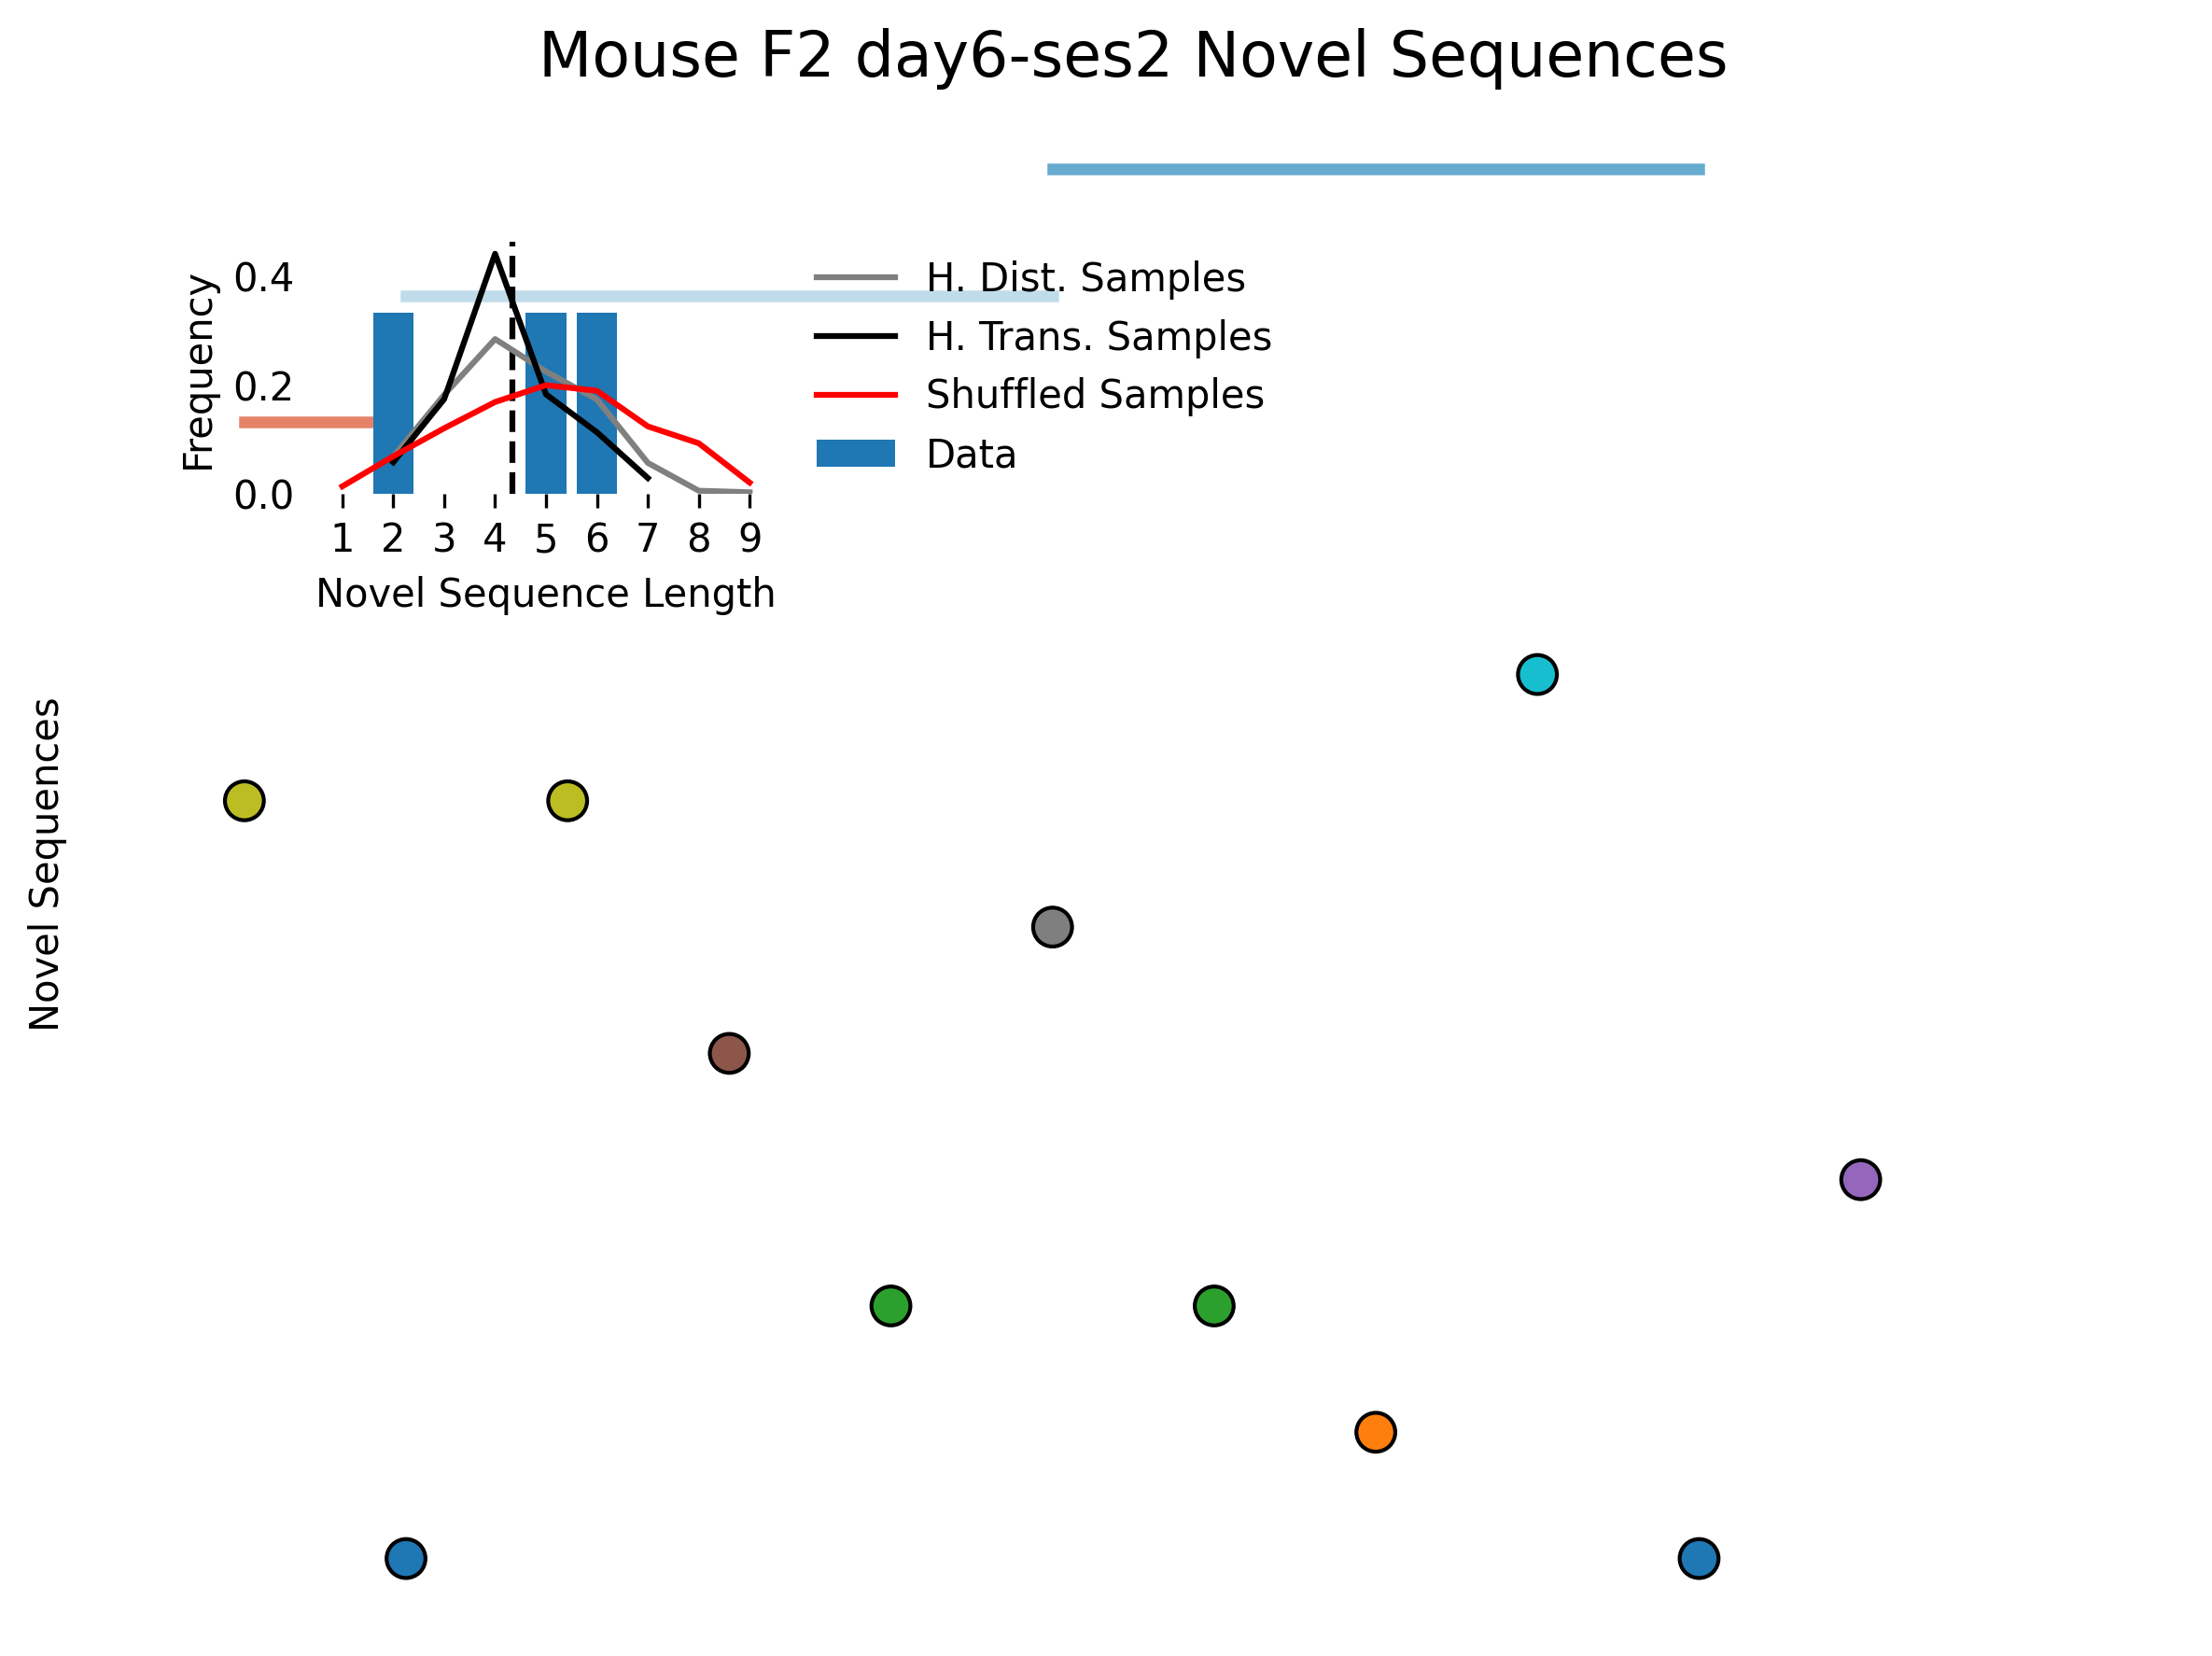 Mouse F2 day6-ses2 Novel Sequences
Frequency
0.4
0.2
0.0
1 2 3 4 5 6 7 8 9
Novel Sequence Length
H. Dist. Samples
H. Trans. Samples
Shuffled Samples
Data
Novel Sequences